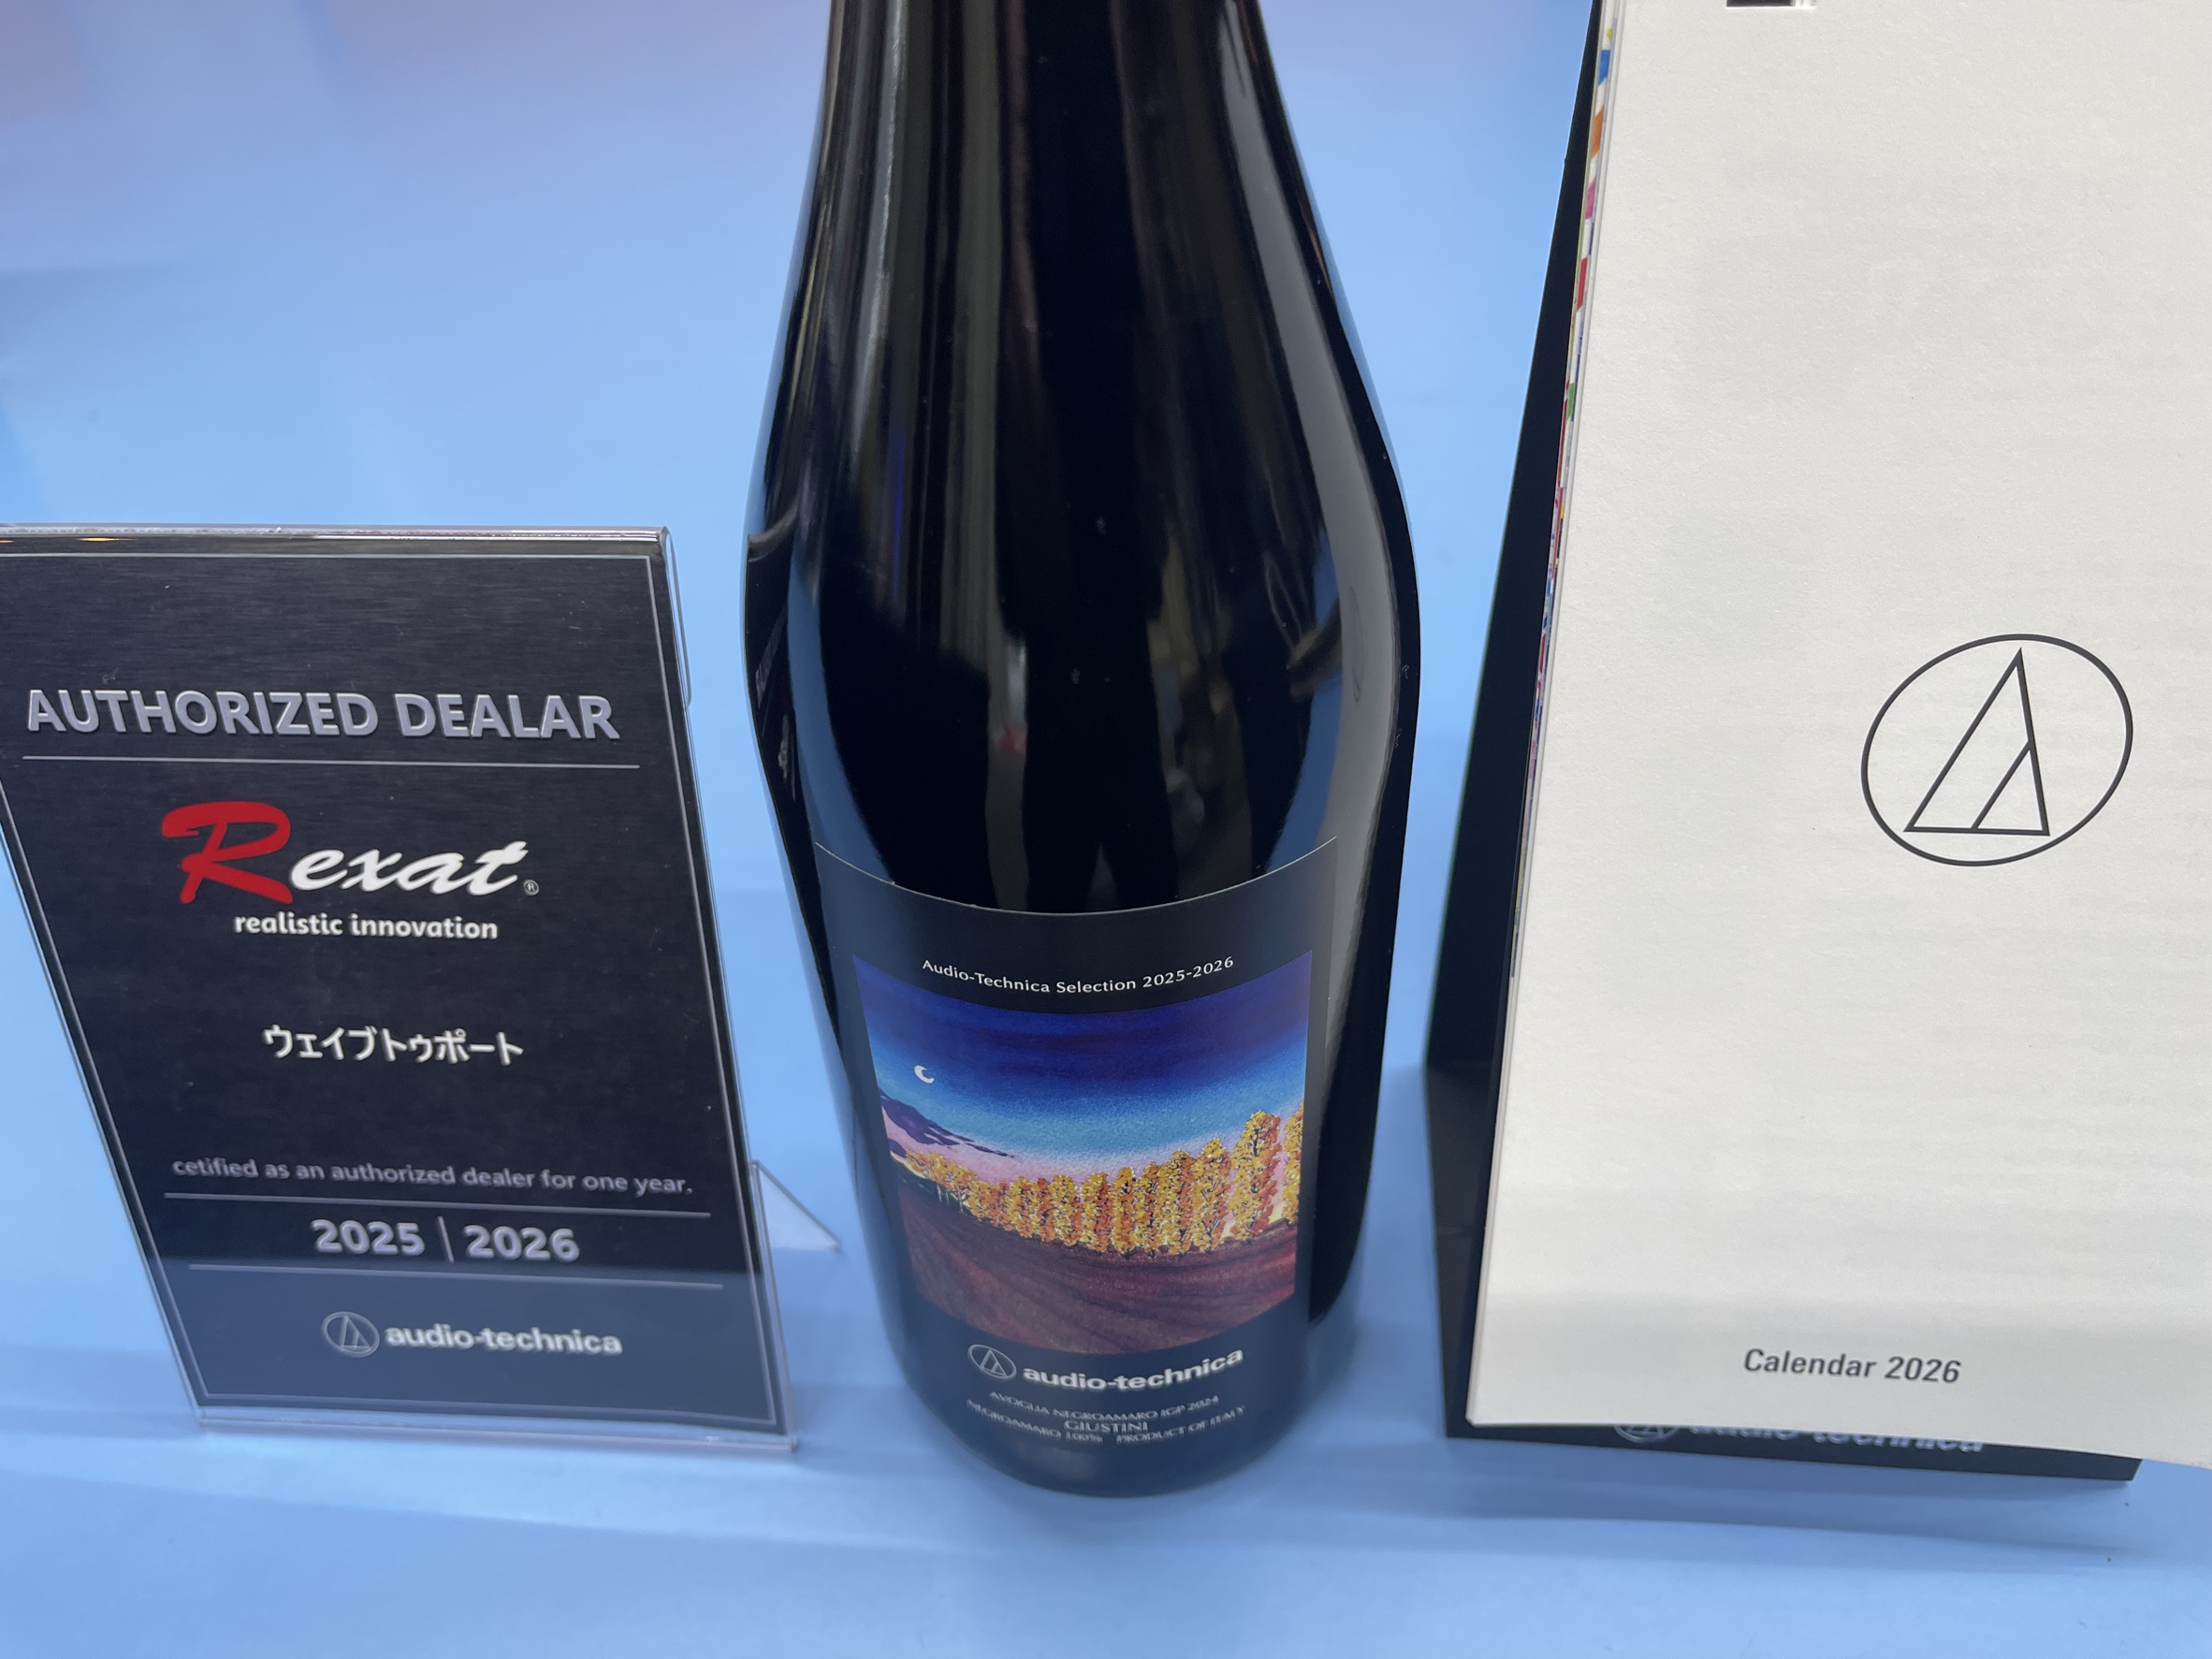 AUTHORIZED DEALAR
Rexat®
realistic innovation
ウェイブトゥポート
cetified as an authorized dealer for one year.
2025 | 2026
audio-technica
Audio-Technica Selection 2025-2026
audio-technica
AVOGLIA NEGROAMARO IGP 2024
GIUSTINI
NEGROAMARO 100% PRODUCT OF ITALY
Calendar 2026
audio-technica